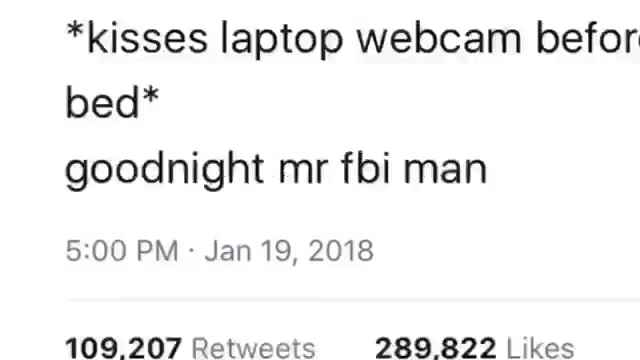 *kisses laptop webcam befor
bed*
goodnight mr fbi man
5:00 PM · Jan 19, 2018
109,207 Retweets 289,822 Likes